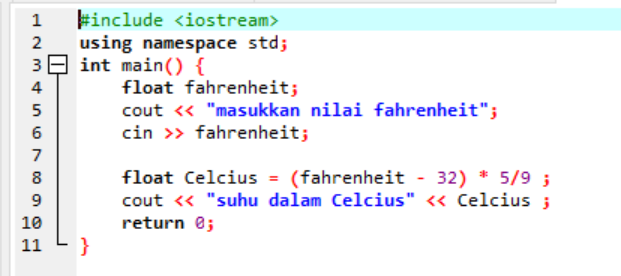 1 #include <iostream>
2 using namespace std;
3 int main() {
4 float fahrenheit;
5 cout << "masukkan nilai fahrenheit";
6 cin >> fahrenheit;
7
8 float Celcius = (fahrenheit - 32) * 5/9 ;
9 cout << "suhu dalam Celcius" << Celcius ;
10 return 0;
11 }